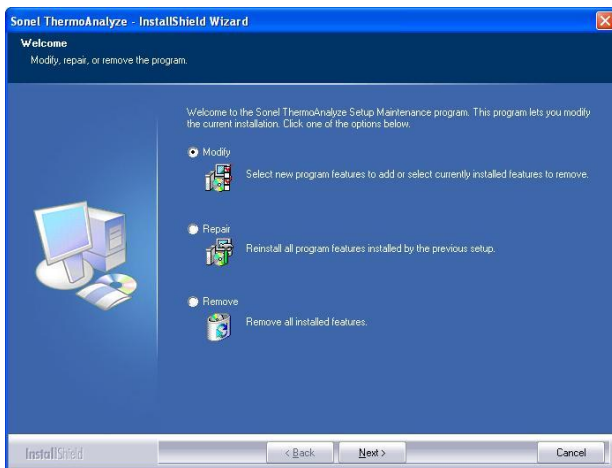 Sonel ThermoAnalyze - InstallShield Wizard
Welcome
Modify, repair, or remove the program.
Welcome to the Sonel ThermoAnalyze Setup Maintenance program. This program lets you modify
the current installation. Click one of the options below.
Modify
Select new program features to add or select currently installed features to remove.
Repair
Reinstall all program features installed by the previous setup.
Remove
Remove all installed features.
InstallShield
< Back
Next >
Cancel